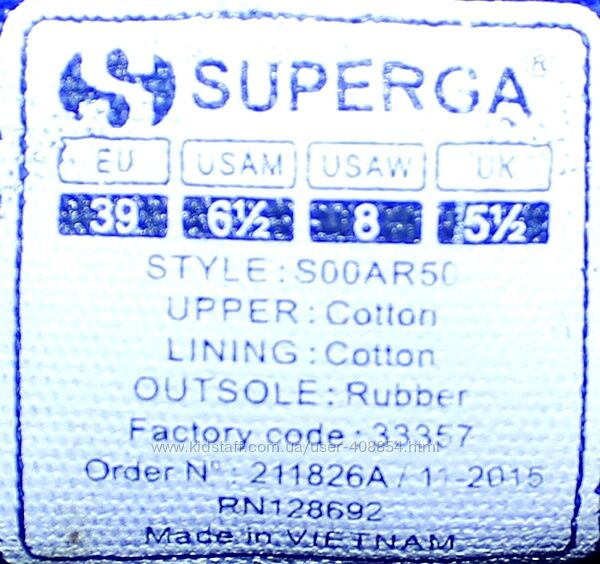 SUPERGA®
EU USAM USAW UK
39 6½ 8 5½
STYLE : S00AR50
UPPER : Cotton
LINING : Cotton
OUTSOLE : Rubber
Factory code : 33357
www.kidstaff.com.ua/user-408854.html
Order Nº : 211826A / 11-2015
RN128692
Made in VIETNAM